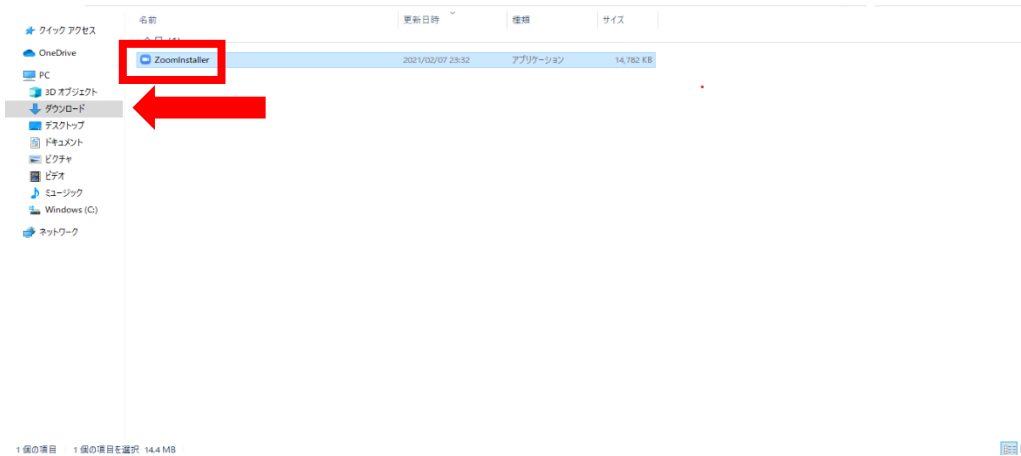 名前 更新日時 種類 サイズ
クイック アクセス
OneDrive
ZoomInstaller 2021/02/07 23:32 アプリケーション 14,782 KB
PC
3D オブジェクト
ダウンロード
デスクトップ
ドキュメント
ピクチャ
ビデオ
ミュージック
Windows (C:)
ネットワーク
1 個の項目 1 個の項目を選択 14.4 MB